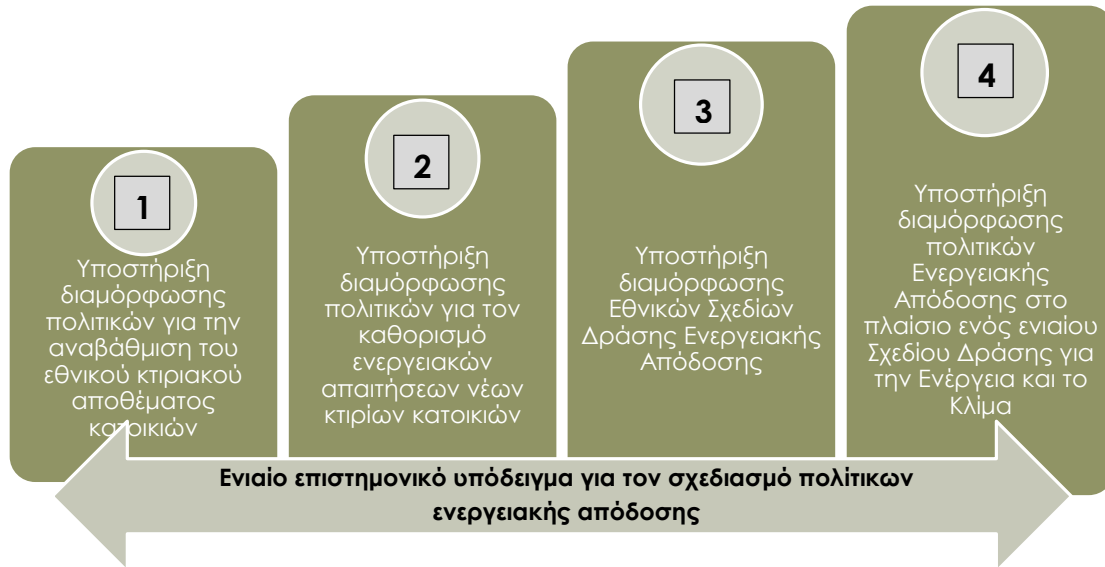 1
Υποστήριξη
διαμόρφωσης
πολιτικών για την
αναβάθμιση του
εθνικού κτιριακού
αποθέματος
κατοικιών
2
Υποστήριξη
διαμόρφωσης
πολιτικών για τον
καθορισμό
ενεργειακών
απαιτήσεων νέων
κτιρίων κατοικιών
3
Υποστήριξη
διαμόρφωσης
Εθνικών Σχεδίων
Δράσης Ενεργειακής
Απόδοσης
4
Υποστήριξη
διαμόρφωσης
πολιτικών
Ενεργειακής
Απόδοσης στο
πλαίσιο ενός ενιαίου
Σχεδίου Δράσης για
την Ενέργεια και το
Κλίμα
Ενιαίο επιστημονικό υπόδειγμα για τον σχεδιασμό πολίτικων
ενεργειακής απόδοσης